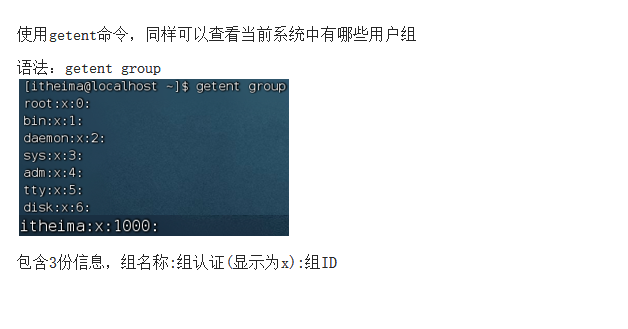 使用getent命令，同样可以查看当前系统中有哪些用户组
语法：getent group
[itheima@localhost ~]$ getent group
root:x:0:
bin:x:1:
daemon:x:2:
sys:x:3:
adm:x:4:
tty:x:5:
disk:x:6:
itheima:x:1000:
包含3份信息，组名称:组认证(显示为x):组ID